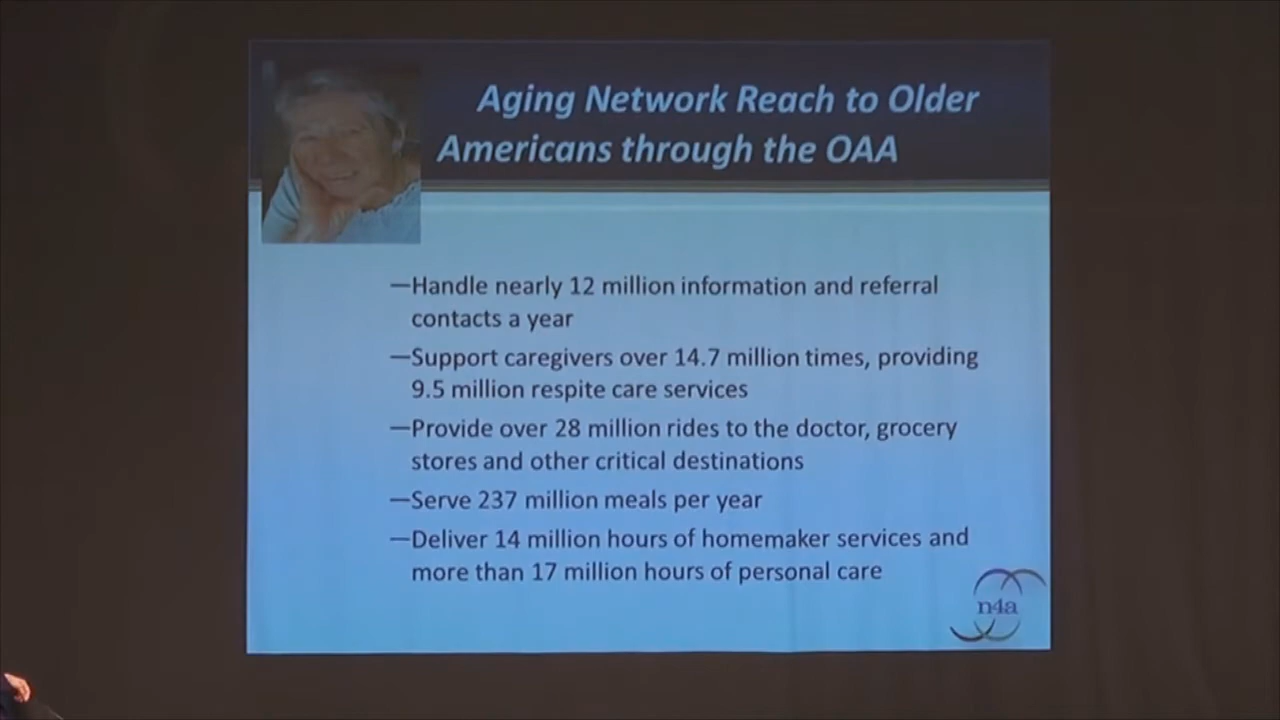 Aging Network Reach to Older
Americans through the OAA
—Handle nearly 12 million information and referral
contacts a year
—Support caregivers over 14.7 million times, providing
9.5 million respite care services
—Provide over 28 million rides to the doctor, grocery
stores and other critical destinations
—Serve 237 million meals per year
—Deliver 14 million hours of homemaker services and
more than 17 million hours of personal care
n4a